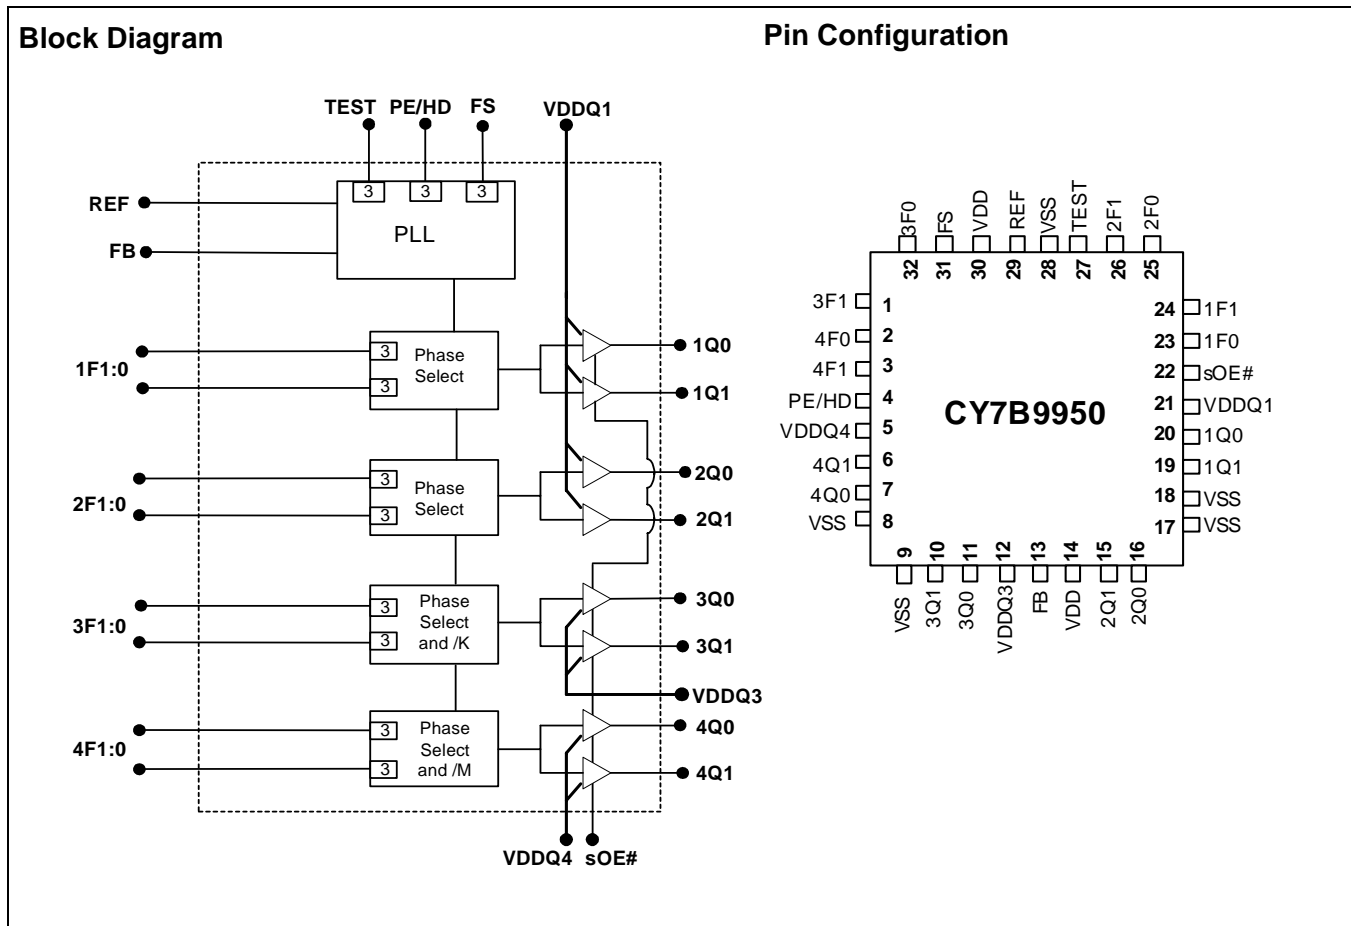 Block Diagram
Pin Configuration
TEST PE/HD FS VDDQ1
3 3 3
REF
FB
PLL
1F1:0
3
3
Phase
Select
1Q0
1Q1
2F1:0
3
3
Phase
Select
2Q0
2Q1
3F1:0
3
3
Phase
Select
and /K
3Q0
3Q1
VDDQ3
4F1:0
3
3
Phase
Select
and /M
4Q0
4Q1
VDDQ4 sOE#
3F0 FS VDD REF VSS TEST 2F1 2F0
32 31 30 29 28 27 26 25
3F1 1
4F0 2
4F1 3
PE/HD 4
VDDQ4 5
4Q1 6
4Q0 7
VSS 8
CY7B9950
24 1F1
23 1F0
22 sOE#
21 VDDQ1
20 1Q0
19 1Q1
18 VSS
17 VSS
9 10 11 12 13 14 15 16
VSS 3Q1 3Q0 VDDQ3 FB VDD 2Q1 2Q0